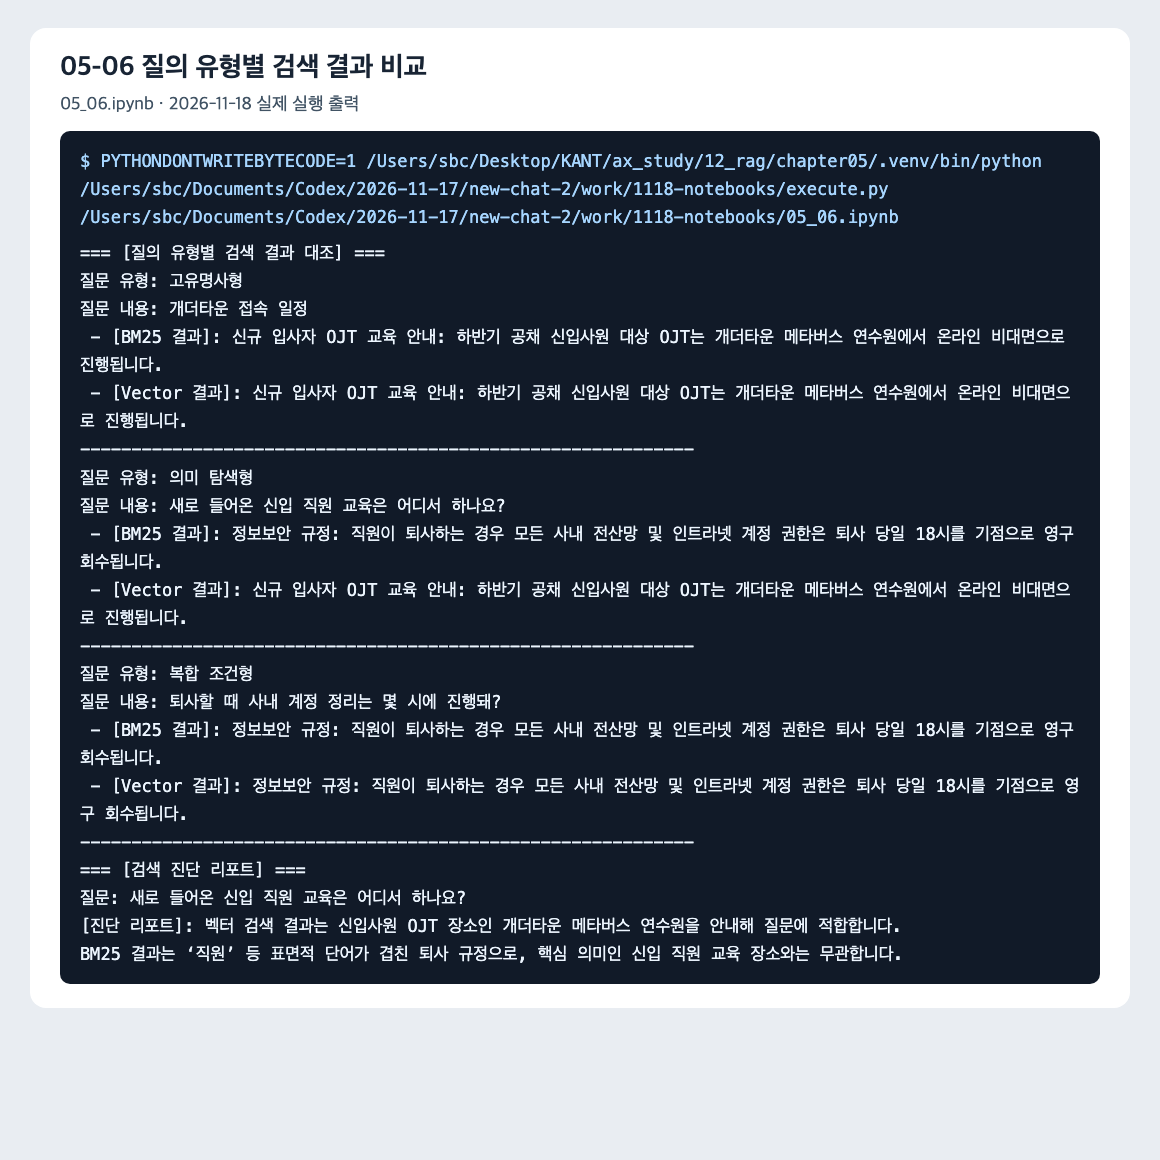 05-06 질의 유형별 검색 결과 비교
05_06.ipynb · 2026-11-18 실제 실행 출력
$ PYTHONDONTWRITEBYTECODE=1 /Users/sbc/Desktop/KANT/ax_study/12_rag/chapter05/.venv/bin/python
/Users/sbc/Documents/Codex/2026-11-17/new-chat-2/work/1118-notebooks/execute.py
/Users/sbc/Documents/Codex/2026-11-17/new-chat-2/work/1118-notebooks/05_06.ipynb
=== [질의 유형별 검색 결과 대조] ===
질문 유형: 고유명사형
질문 내용: 개더타운 접속 일정
 - [BM25 결과]: 신규 입사자 OJT 교육 안내: 하반기 공채 신입사원 대상 OJT는 개더타운 메타버스 연수원에서 온라인 비대면으로
진행됩니다.
 - [Vector 결과]: 신규 입사자 OJT 교육 안내: 하반기 공채 신입사원 대상 OJT는 개더타운 메타버스 연수원에서 온라인 비대면으
로 진행됩니다.
------------------------------------------------------------
질문 유형: 의미 탐색형
질문 내용: 새로 들어온 신입 직원 교육은 어디서 하나요?
 - [BM25 결과]: 정보보안 규정: 직원이 퇴사하는 경우 모든 사내 전산망 및 인트라넷 계정 권한은 퇴사 당일 18시를 기점으로 영구
회수됩니다.
 - [Vector 결과]: 신규 입사자 OJT 교육 안내: 하반기 공채 신입사원 대상 OJT는 개더타운 메타버스 연수원에서 온라인 비대면으
로 진행됩니다.
------------------------------------------------------------
질문 유형: 복합 조건형
질문 내용: 퇴사할 때 사내 계정 정리는 몇 시에 진행돼?
 - [BM25 결과]: 정보보안 규정: 직원이 퇴사하는 경우 모든 사내 전산망 및 인트라넷 계정 권한은 퇴사 당일 18시를 기점으로 영구
회수됩니다.
 - [Vector 결과]: 정보보안 규정: 직원이 퇴사하는 경우 모든 사내 전산망 및 인트라넷 계정 권한은 퇴사 당일 18시를 기점으로 영
구 회수됩니다.
------------------------------------------------------------
=== [검색 진단 리포트] ===
질문: 새로 들어온 신입 직원 교육은 어디서 하나요?
[진단 리포트]: 벡터 검색 결과는 신입사원 OJT 장소인 개더타운 메타버스 연수원을 안내해 질문에 적합합니다.
BM25 결과는 ‘직원’ 등 표면적 단어가 겹친 퇴사 규정으로, 핵심 의미인 신입 직원 교육 장소와는 무관합니다.